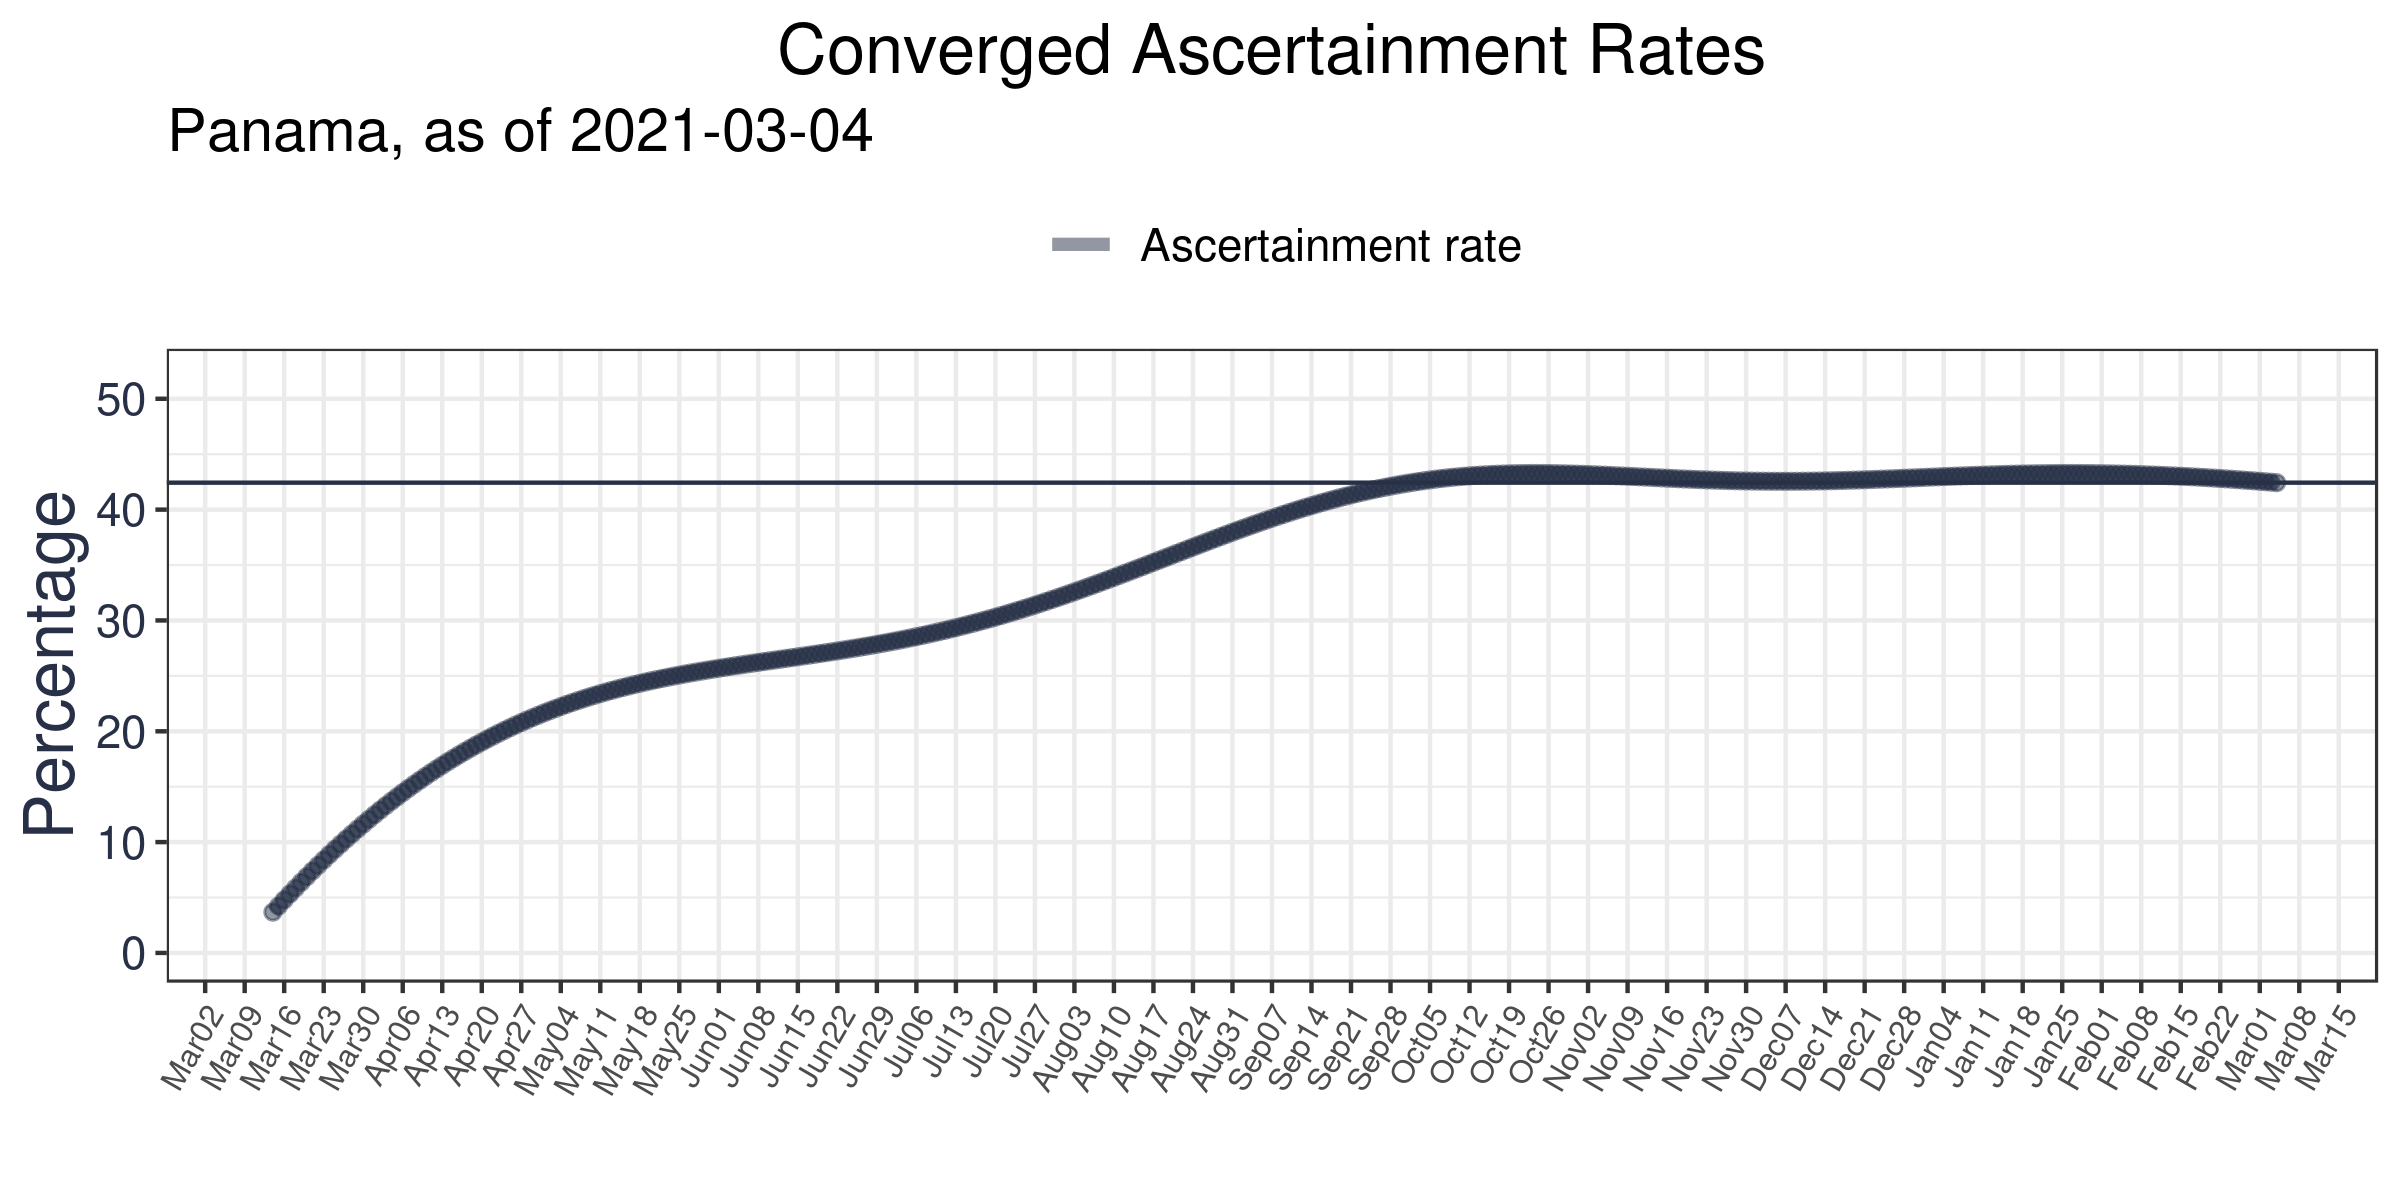 Converged Ascertainment Rates
Panama, as of 2021-03-04
Ascertainment rate
Percentage
50
40
30
20
10
0
Mar02
Mar09
Mar16
Mar23
Mar30
Apr06
Apr13
Apr20
Apr27
May04
May11
May18
May25
Jun01
Jun08
Jun15
Jun22
Jun29
Jul06
Jul13
Jul20
Jul27
Aug03
Aug10
Aug17
Aug24
Aug31
Sep07
Sep14
Sep21
Sep28
Oct05
Oct12
Oct19
Oct26
Nov02
Nov09
Nov16
Nov23
Nov30
Dec07
Dec14
Dec21
Dec28
Jan04
Jan11
Jan18
Jan25
Feb01
Feb08
Feb15
Feb22
Mar01
Mar08
Mar15